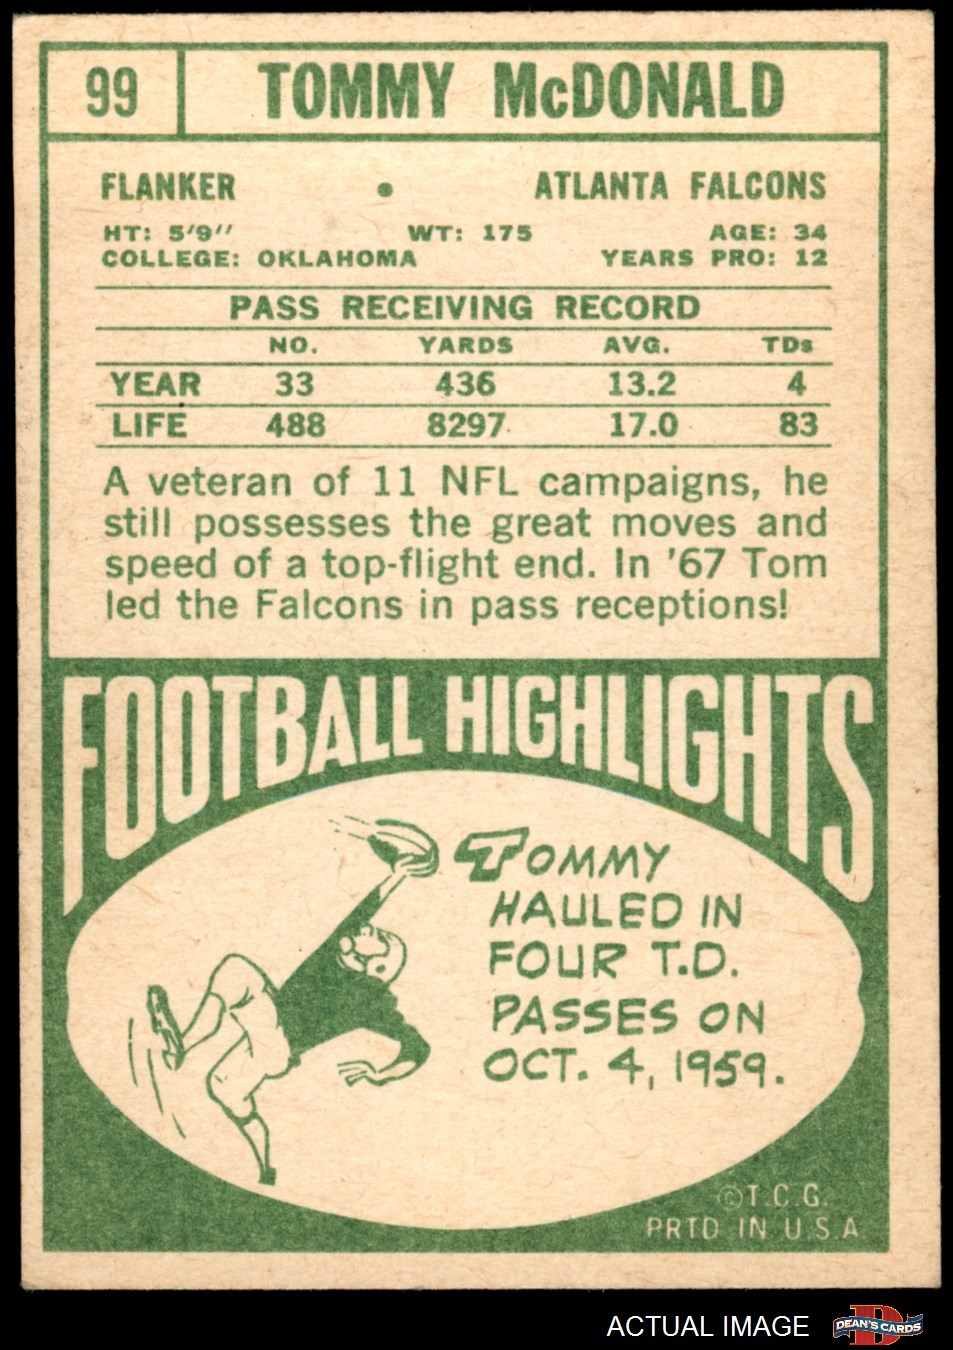 99 TOMMY McDONALD
FLANKER • ATLANTA FALCONS
HT: 5'9'' WT: 175 AGE: 34
COLLEGE: OKLAHOMA YEARS PRO: 12
PASS RECEIVING RECORD
NO. YARDS AVG. TDs
YEAR 33 436 13.2 4
LIFE 488 8297 17.0 83
A veteran of 11 NFL campaigns, he
still possesses the great moves and
speed of a top-flight end. In '67 Tom
led the Falcons in pass receptions!
FOOTBALL HIGHLIGHTS
TOMMY
HAULED IN
FOUR T.D.
PASSES ON
OCT. 4, 1959.
©T.C.G.
PRTD IN U.S.A
ACTUAL IMAGE
D
DEAN'S CARDS